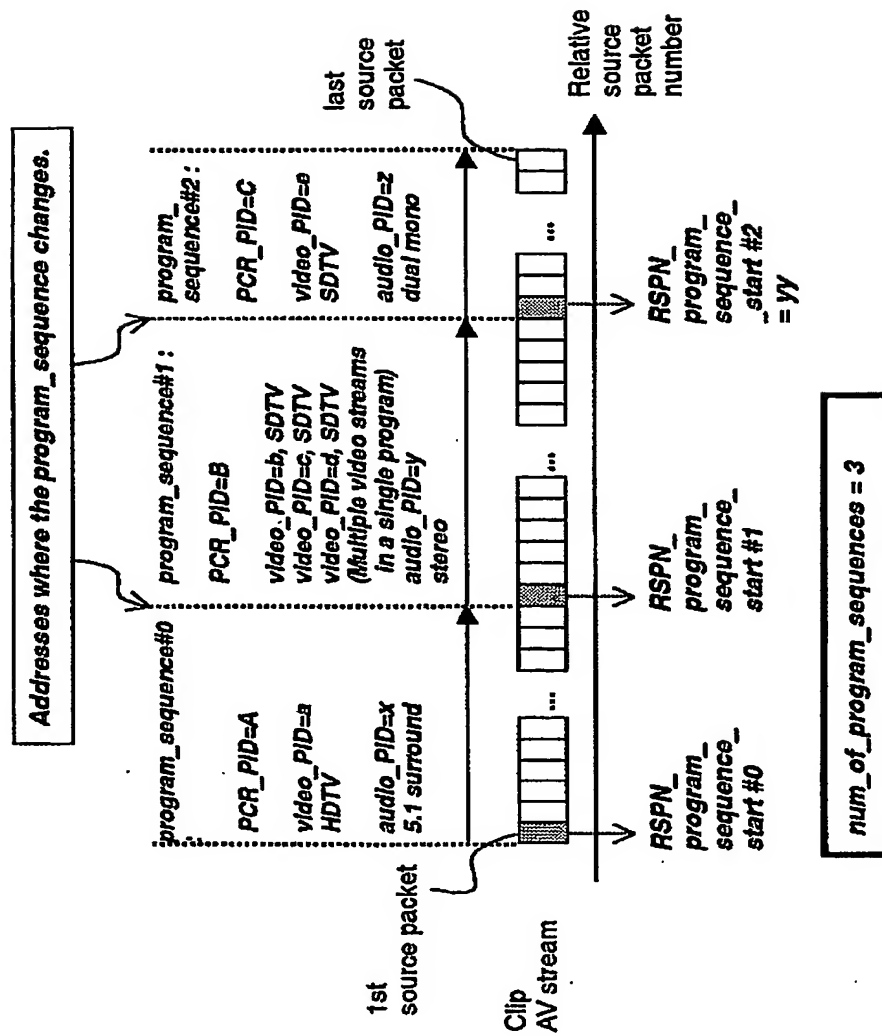 Addresses where the program_sequence changes.
program_sequence#0
PCR_PID=A
video_PID=a
HDTV
audio_PID=x
5.1 surround
program_sequence#1 :
PCR_PID=B
video_PID=b, SDTV
video_PID=c, SDTV
video_PID=d, SDTV
(Multiple video streams
in a single program)
audio_PID=y
stereo
program_
sequence#2 :
PCR_PID=C
video_PID=e
SDTV
audio_PID=z
dual mono
1st
source packet
last
source
packet
Clip
AV stream
...
...
...
Relative
source
packet
number
RSPN_
program_
sequence_
start #0
RSPN_
program_
sequence_
start #1
RSPN_
program_
sequence_
_start #2
= yy
num_of_program_sequences = 3